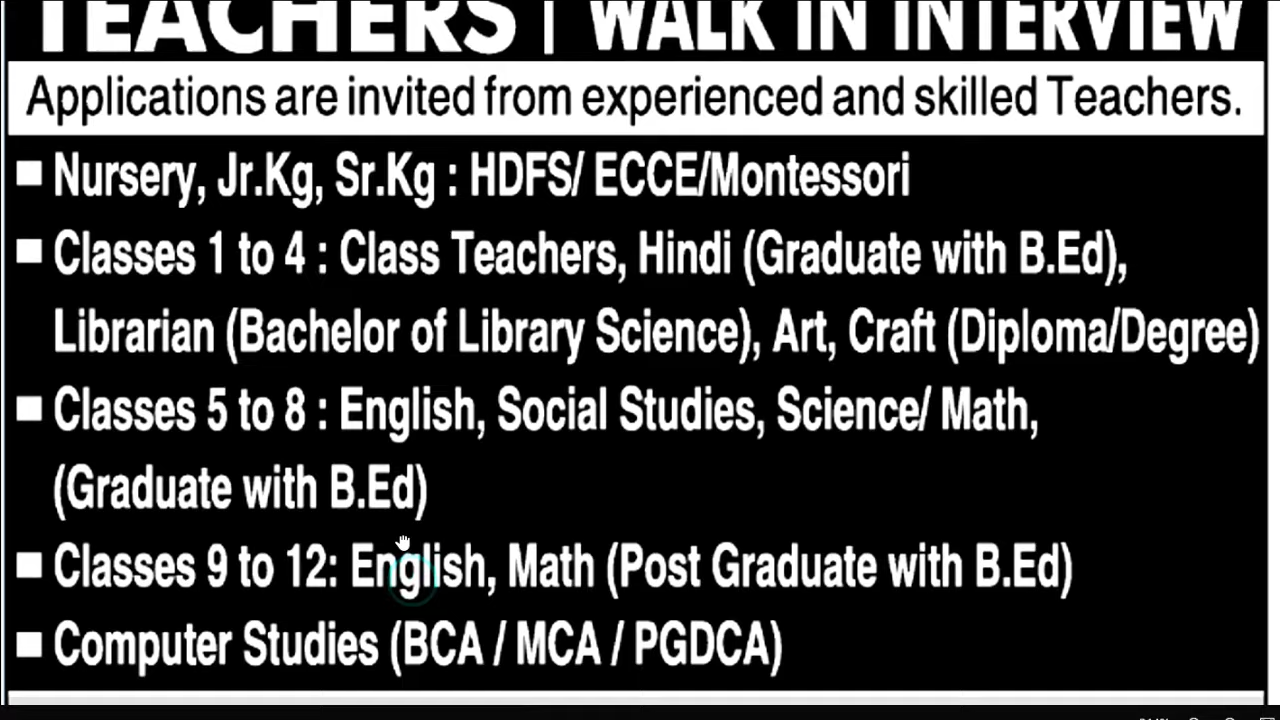 TEACHERS | WALK IN INTERVIEW
Applications are invited from experienced and skilled Teachers.
■ Nursery, Jr.Kg, Sr.Kg : HDFS/ ECCE/Montessori
■ Classes 1 to 4 : Class Teachers, Hindi (Graduate with B.Ed),
Librarian (Bachelor of Library Science), Art, Craft (Diploma/Degree)
■ Classes 5 to 8 : English, Social Studies, Science/ Math,
(Graduate with B.Ed)
■ Classes 9 to 12: English, Math (Post Graduate with B.Ed)
■ Computer Studies (BCA / MCA / PGDCA)